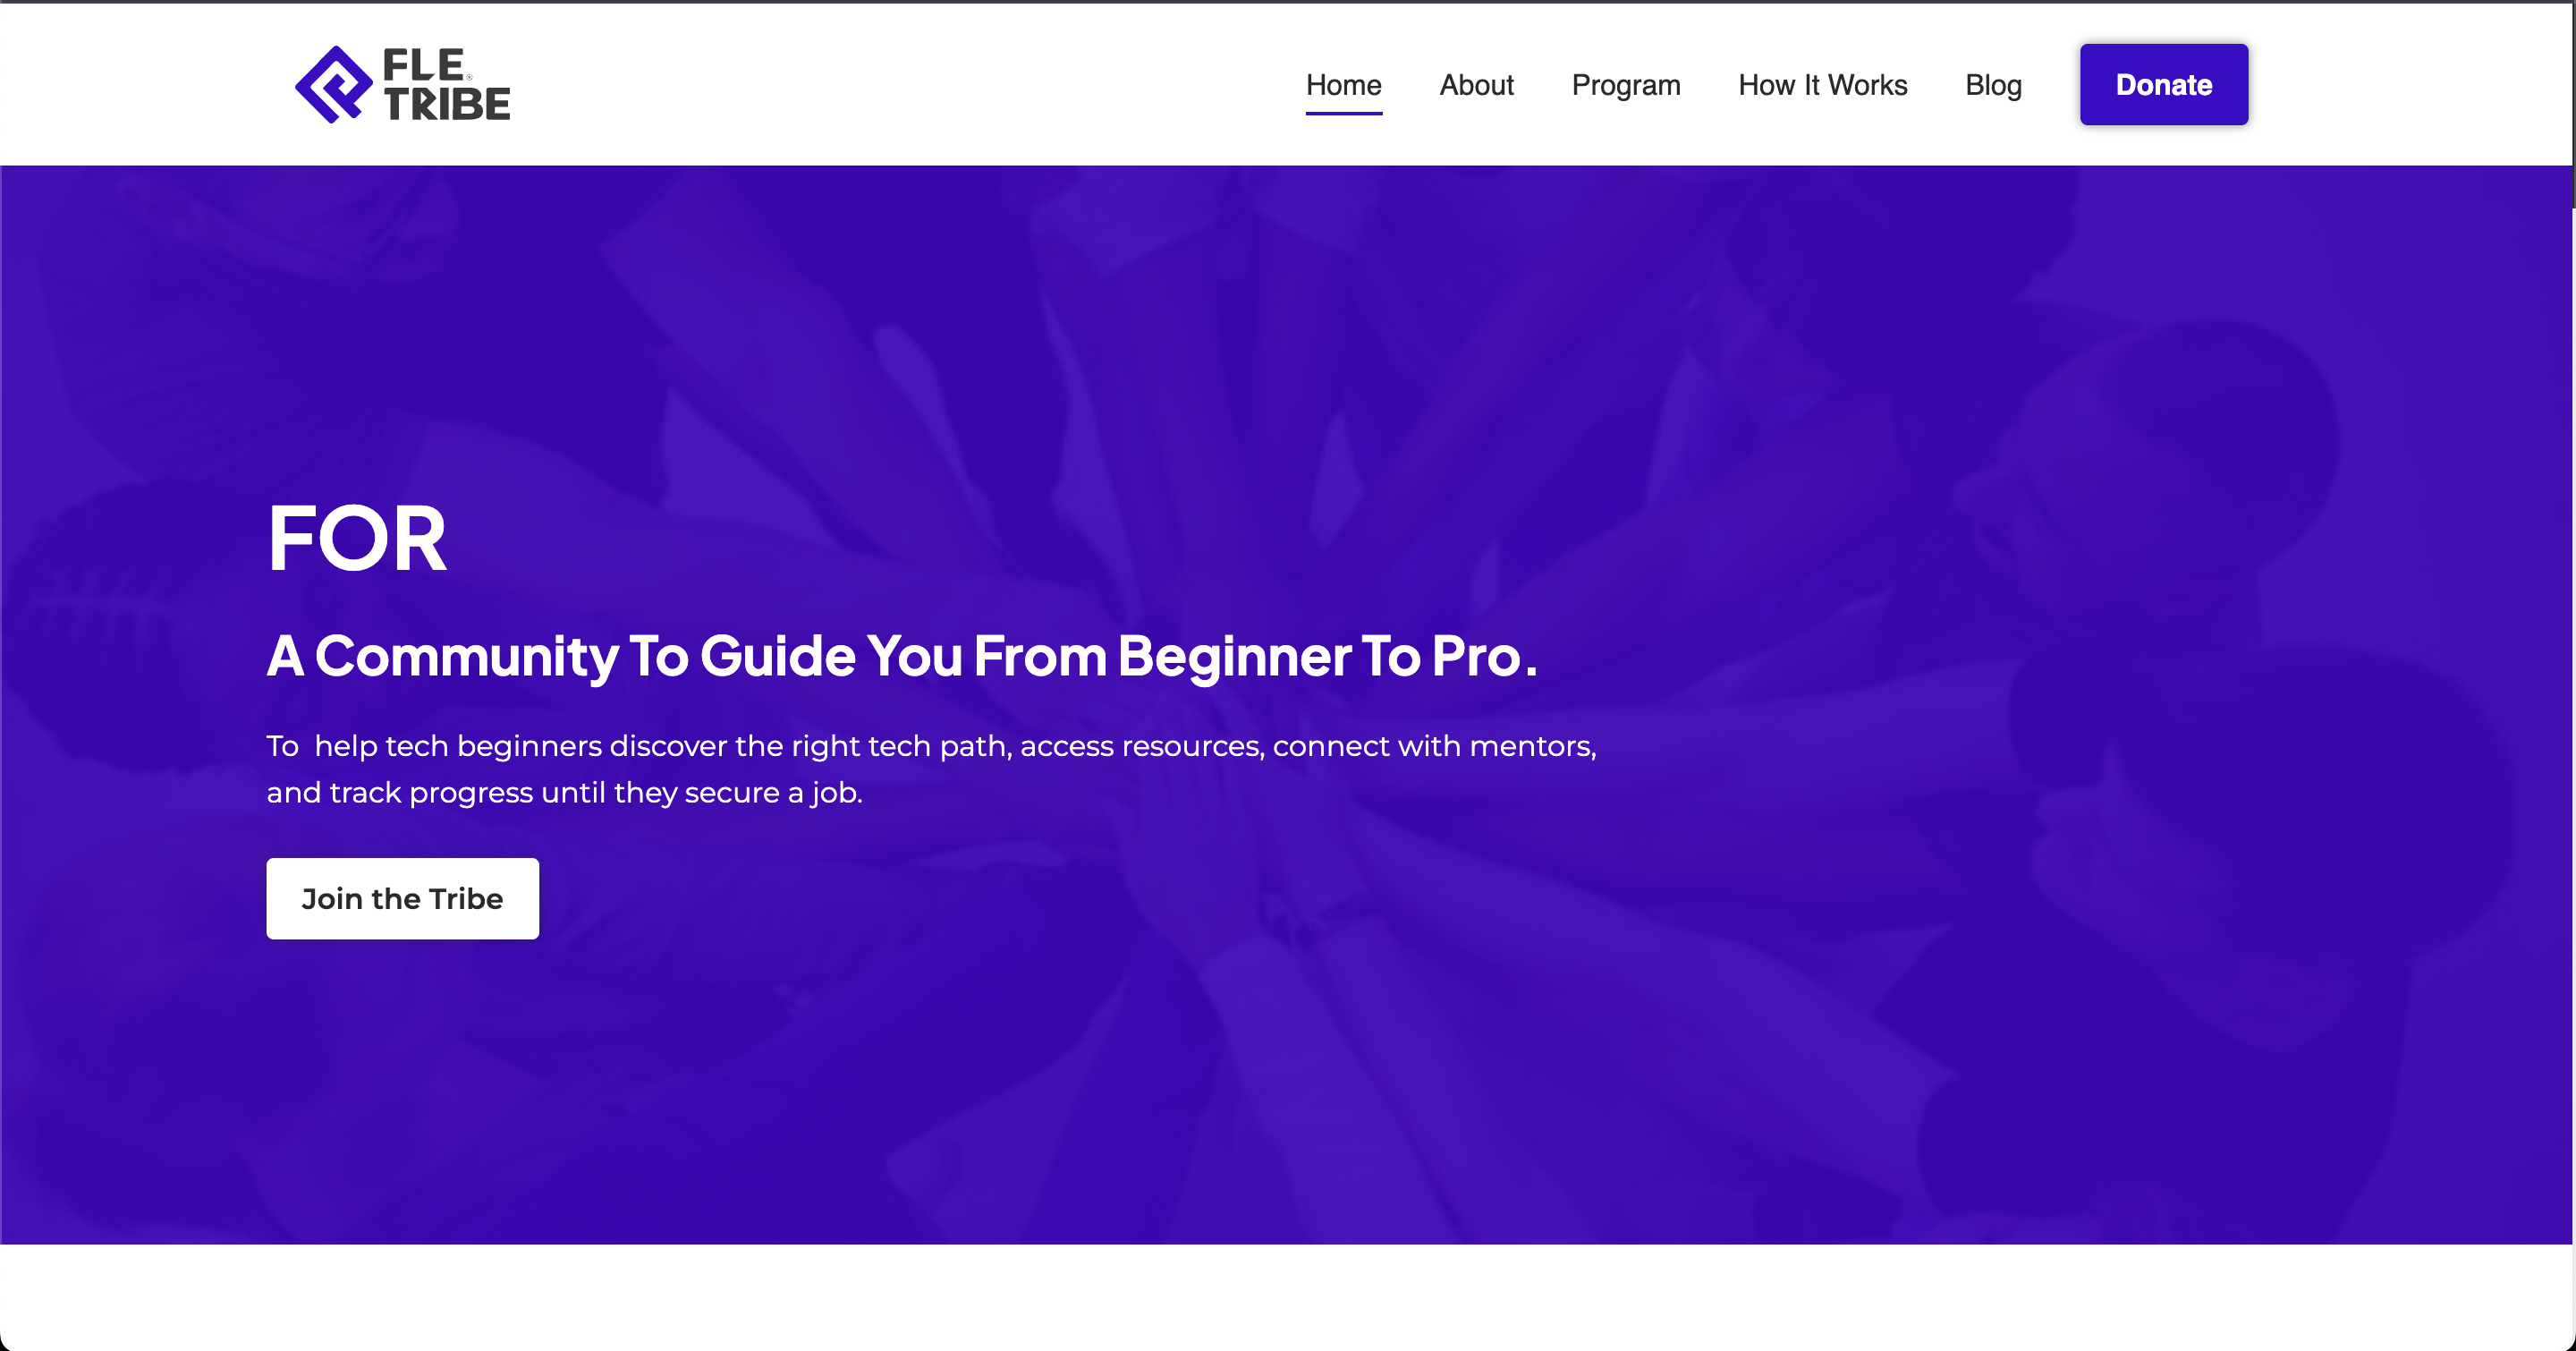 FLE
TRIBE
Home About Program How It Works Blog Donate
FOR
A Community To Guide You From Beginner To Pro.
To help tech beginners discover the right tech path, access resources, connect with mentors,
and track progress until they secure a job.
Join the Tribe